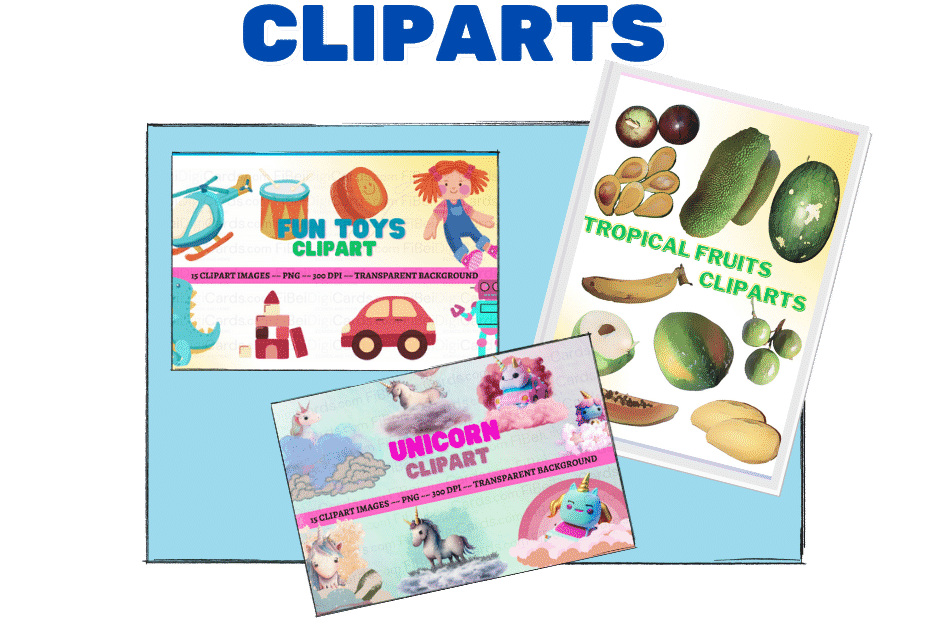 CLIPARTS
FUN TOYS
CLIPART
15 CLIPART IMAGES --- PNG --- 300 DPI --- TRANSPARENT BACKGROUND
TROPICAL FRUITS
CLIPARTS
UNICORN
CLIPART
15 CLIPART IMAGES --- PNG --- 300 DPI --- TRANSPARENT BACKGROUND